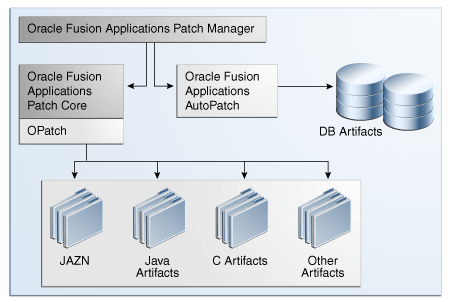 Oracle Fusion Applications Patch Manager
Oracle Fusion
Applications
Patch Core
OPatch
Oracle Fusion
Applications
AutoPatch
DB Artifacts
JAZN
Java
Artifacts
C Artifacts
Other
Artifacts